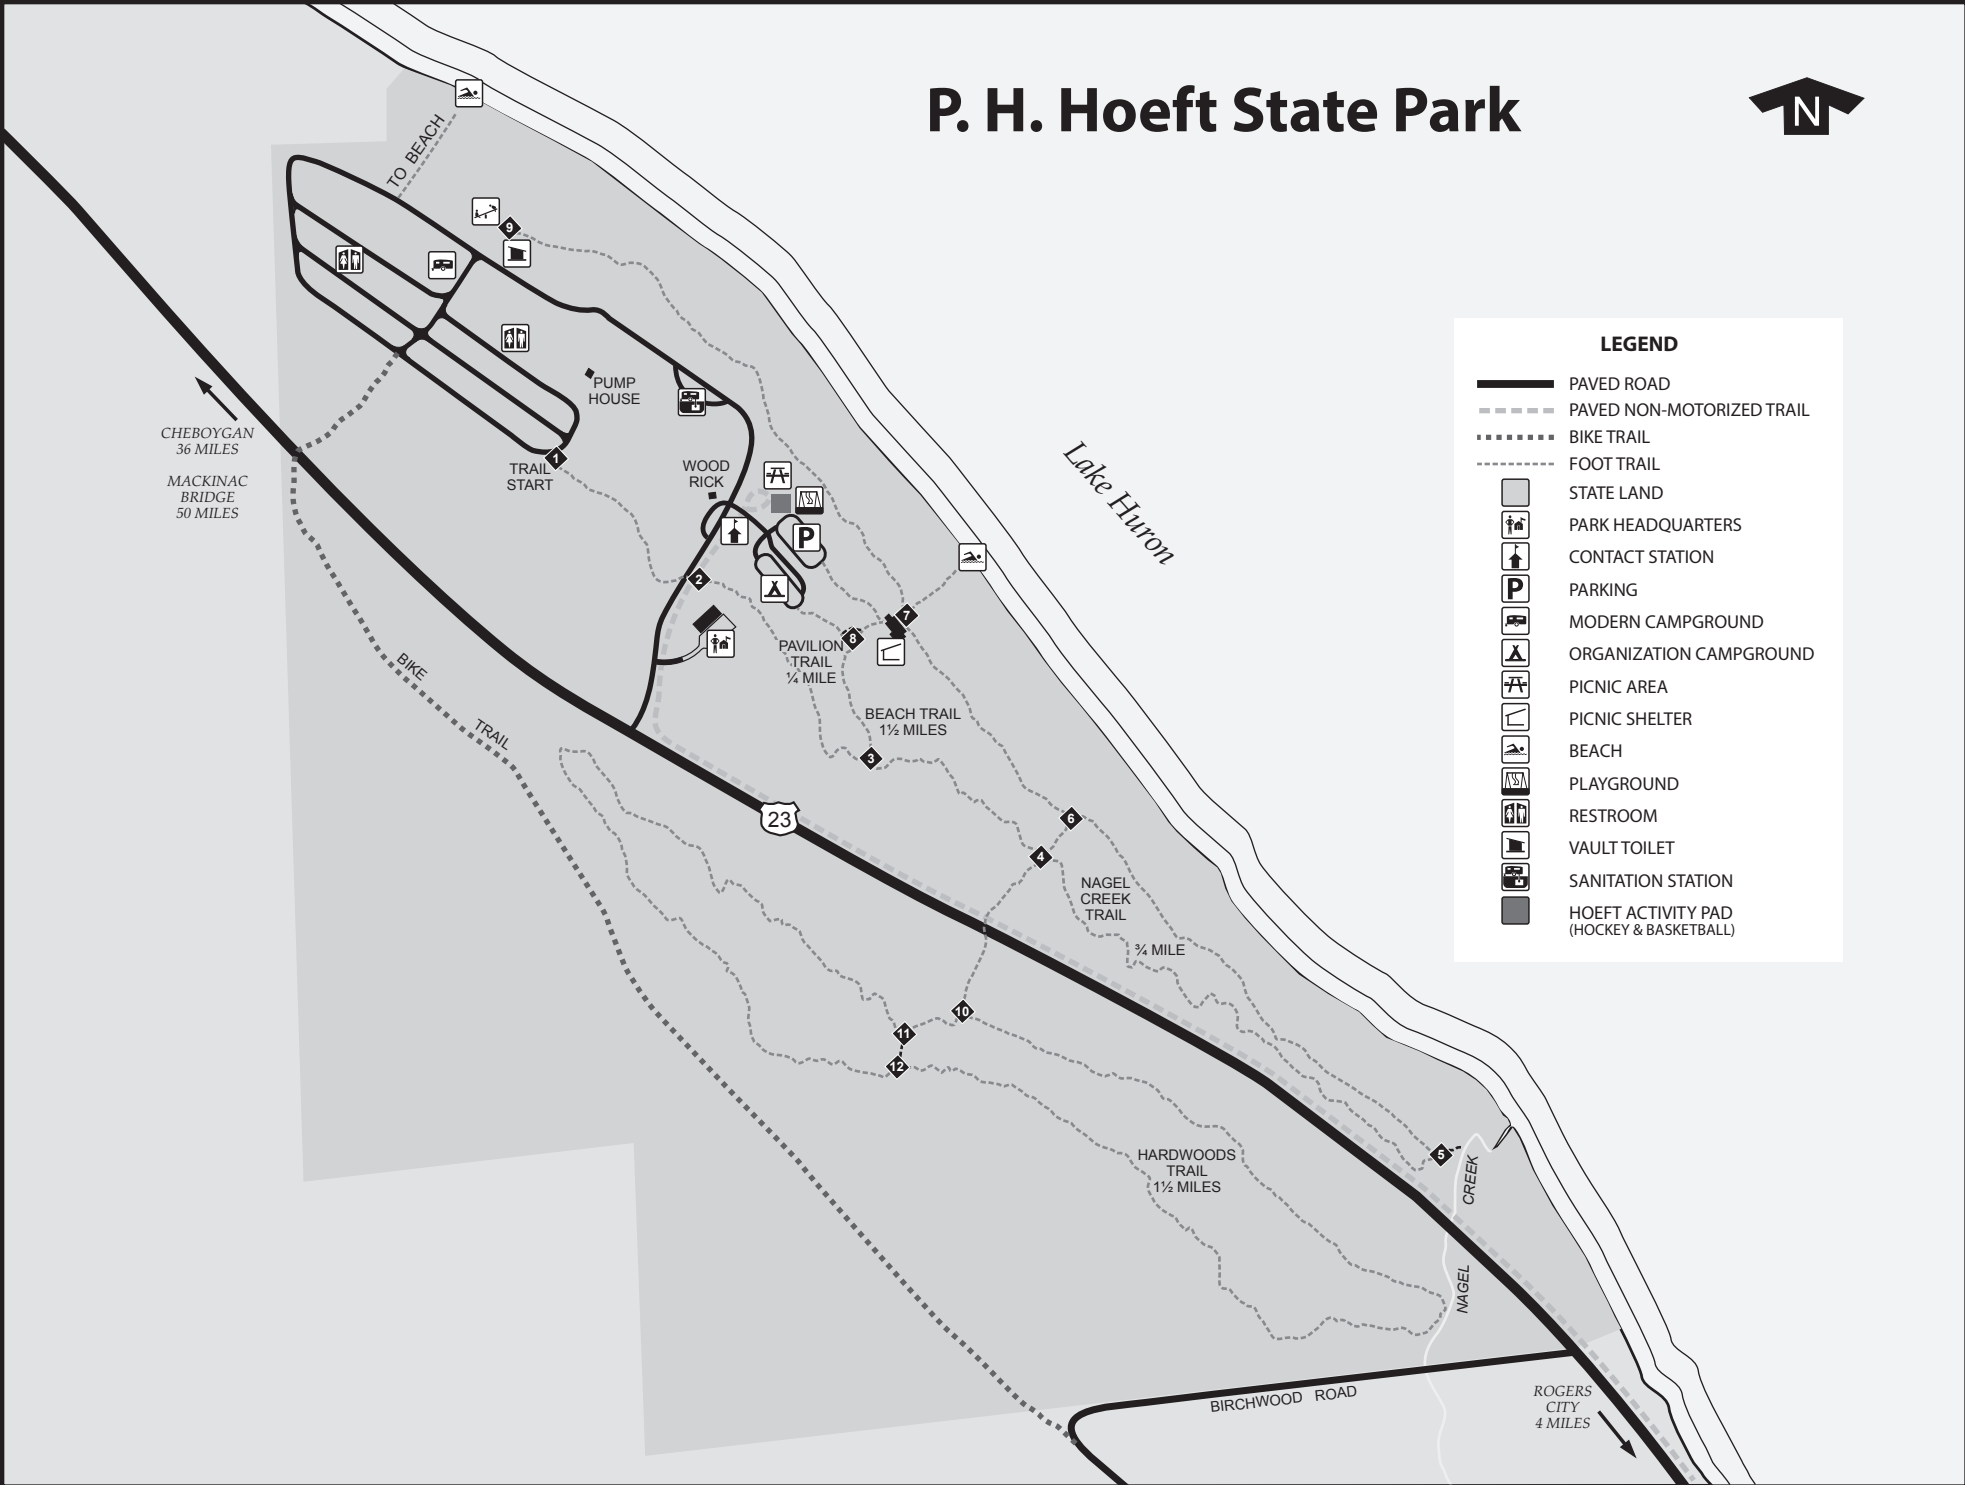 P. H. Hoeft State Park
N
TO BEACH
9
PUMP
HOUSE
CHEBOYGAN
36 MILES
MACKINAC
BRIDGE
50 MILES
1
TRAIL
START
WOOD
RICK
P
Lake Huron
2
7
8
PAVILION
TRAIL
¼ MILE
BIKE
TRAIL
BEACH TRAIL
1½ MILES
3
23
6
4
NAGEL
CREEK
TRAIL
¾ MILE
10
11
12
HARDWOODS
TRAIL
1½ MILES
5
CREEK
NAGEL
BIRCHWOOD ROAD
ROGERS
CITY
4 MILES
LEGEND
PAVED ROAD
PAVED NON-MOTORIZED TRAIL
BIKE TRAIL
FOOT TRAIL
STATE LAND
PARK HEADQUARTERS
CONTACT STATION
P PARKING
MODERN CAMPGROUND
ORGANIZATION CAMPGROUND
PICNIC AREA
PICNIC SHELTER
BEACH
PLAYGROUND
RESTROOM
VAULT TOILET
SANITATION STATION
HOEFT ACTIVITY PAD
(HOCKEY & BASKETBALL)